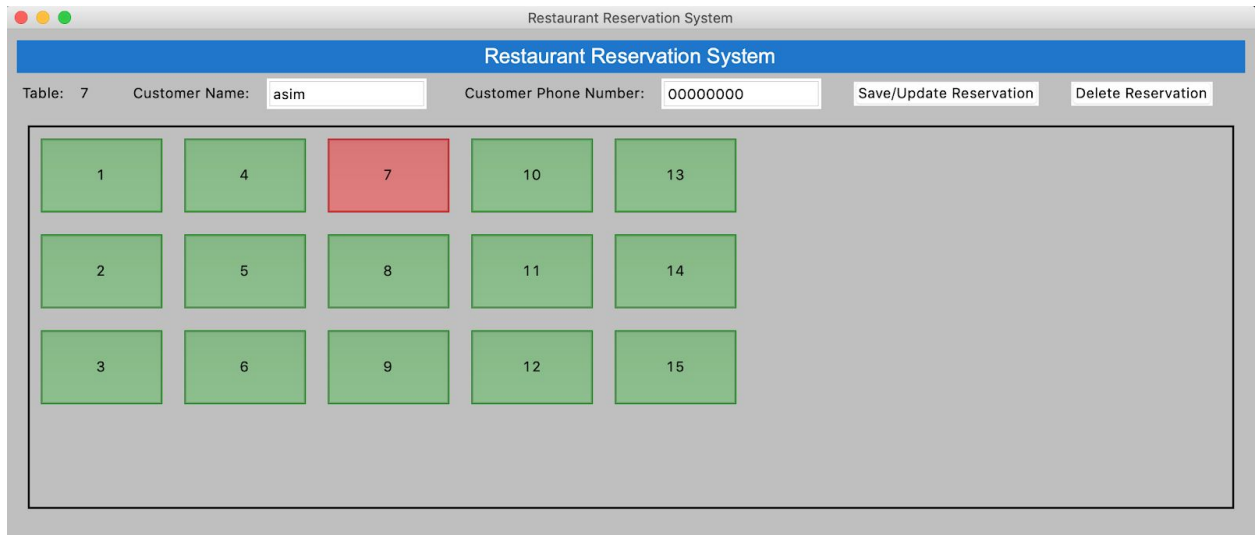 Restaurant Reservation System
Restaurant Reservation System
Table: 7 Customer Name: asim Customer Phone Number: 00000000 Save/Update Reservation Delete Reservation
1 4 7 10 13
2 5 8 11 14
3 6 9 12 15